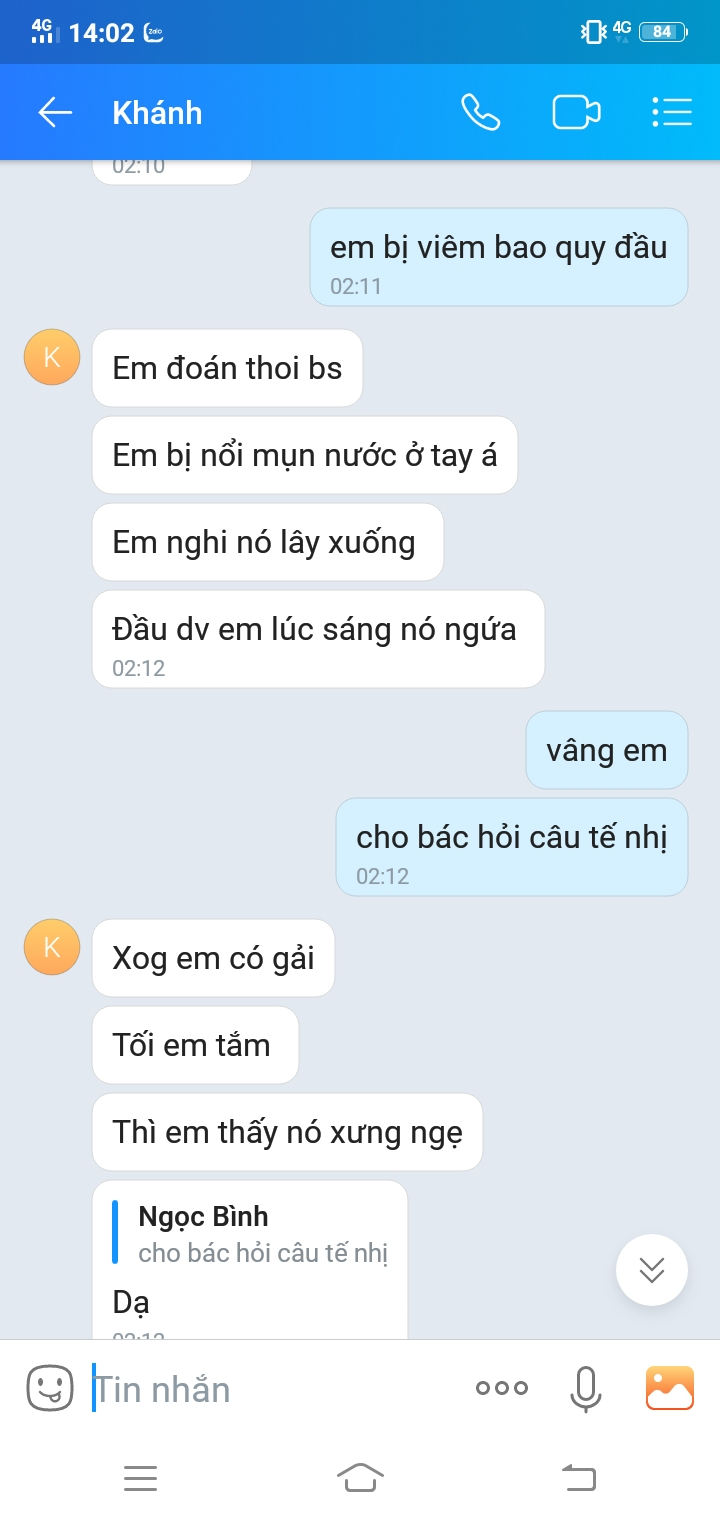 4G 14:02 Zalo 4G 84
Khánh
02:10
em bị viêm bao quy đầu
02:11
K
Em đoán thoi bs
Em bị nổi mụn nước ở tay á
Em nghi nó lây xuống
Đầu dv em lúc sáng nó ngứa
02:12
vâng em
cho bác hỏi câu tế nhị
02:12
K
Xog em có gải
Tối em tắm
Thì em thấy nó xưng ngẹ
Ngọc Bình
cho bác hỏi câu tế nhị
Dạ
02:12
Tin nhắn